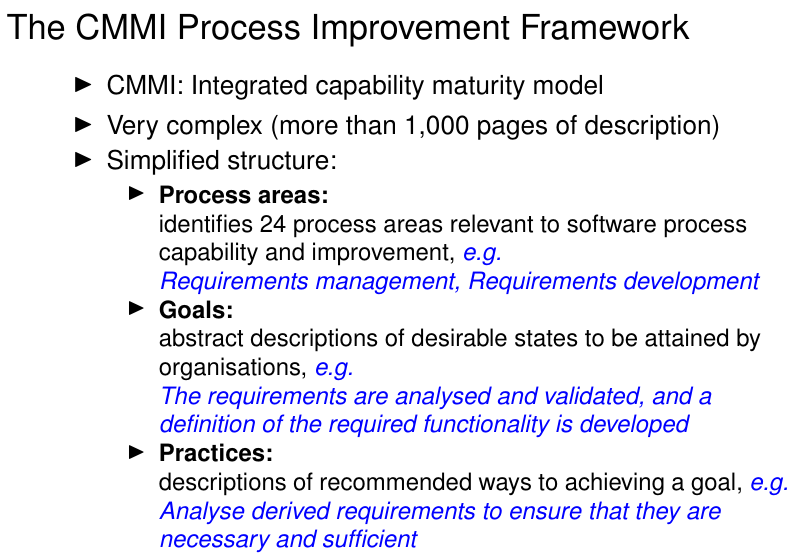 The CMMI Process Improvement Framework
▶ CMMI: Integrated capability maturity model
▶ Very complex (more than 1,000 pages of description)
▶ Simplified structure:
▶ Process areas:
identifies 24 process areas relevant to software process
capability and improvement, e.g.
Requirements management, Requirements development
▶ Goals:
abstract descriptions of desirable states to be attained by
organisations, e.g.
The requirements are analysed and validated, and a
definition of the required functionality is developed
▶ Practices:
descriptions of recommended ways to achieving a goal, e.g.
Analyse derived requirements to ensure that they are
necessary and sufficient